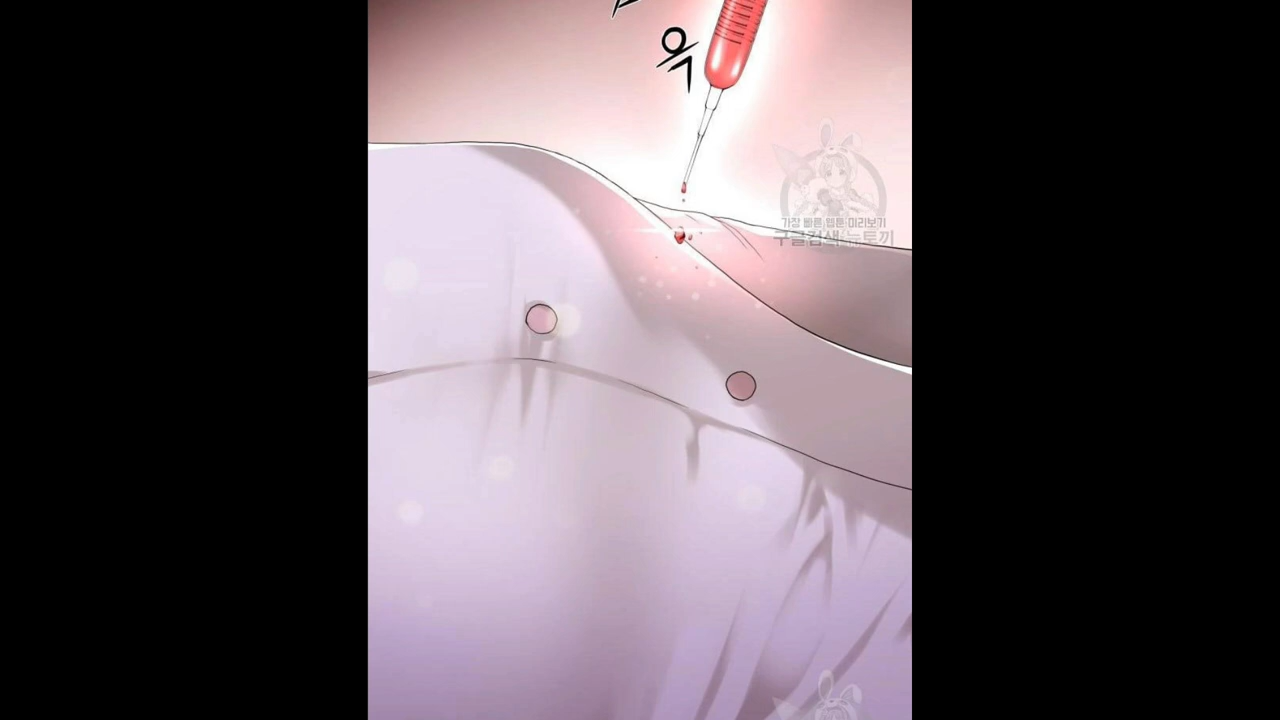 욱
가장 빠른 웹툰 미리보기
구글검색 뉴토끼